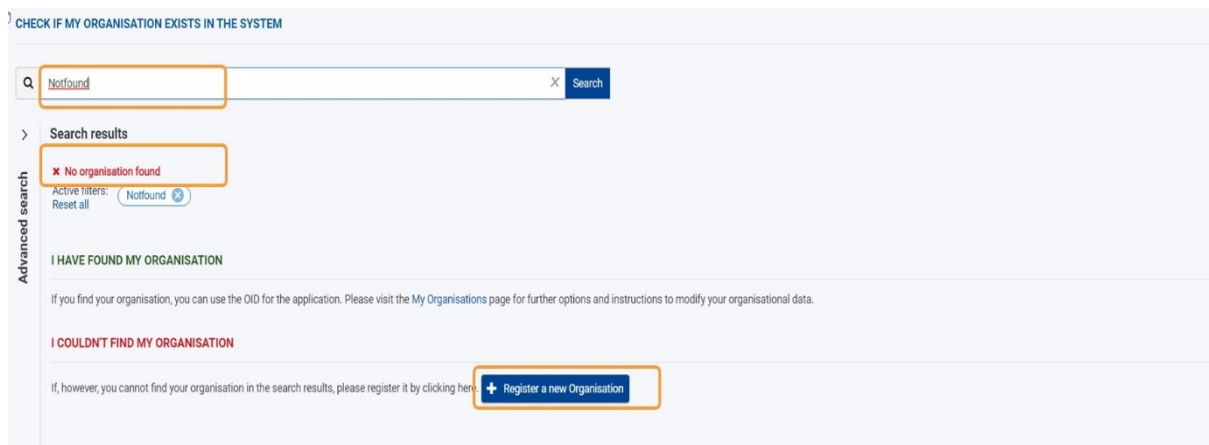 CHECK IF MY ORGANISATION EXISTS IN THE SYSTEM
Notfound
Search
Search results
No organisation found
Active filters:
Notfound
Reset all
Advanced search
I HAVE FOUND MY ORGANISATION
If you find your organisation, you can use the OID for the application. Please visit the My Organisations page for further options and instructions to modify your organisational data.
I COULDN'T FIND MY ORGANISATION
If, however, you cannot find your organisation in the search results, please register it by clicking here. + Register a new Organisation